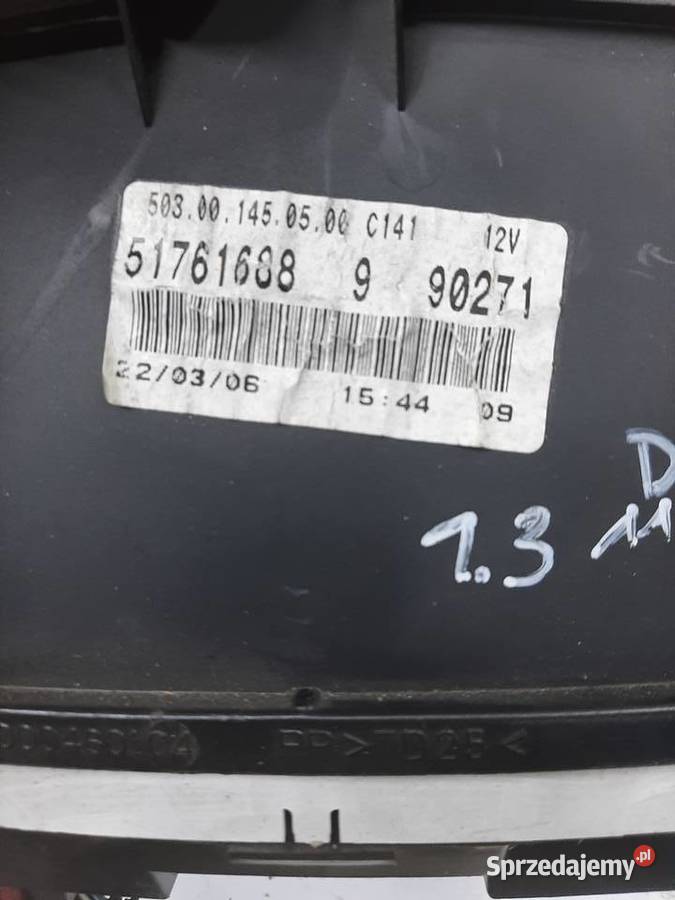 503.00.145.05.00 C141 12V
51761688 9 90271
22/03/06 15:44 09
D
1.3 11
PP>TD25<
Sprzedajemy.pl